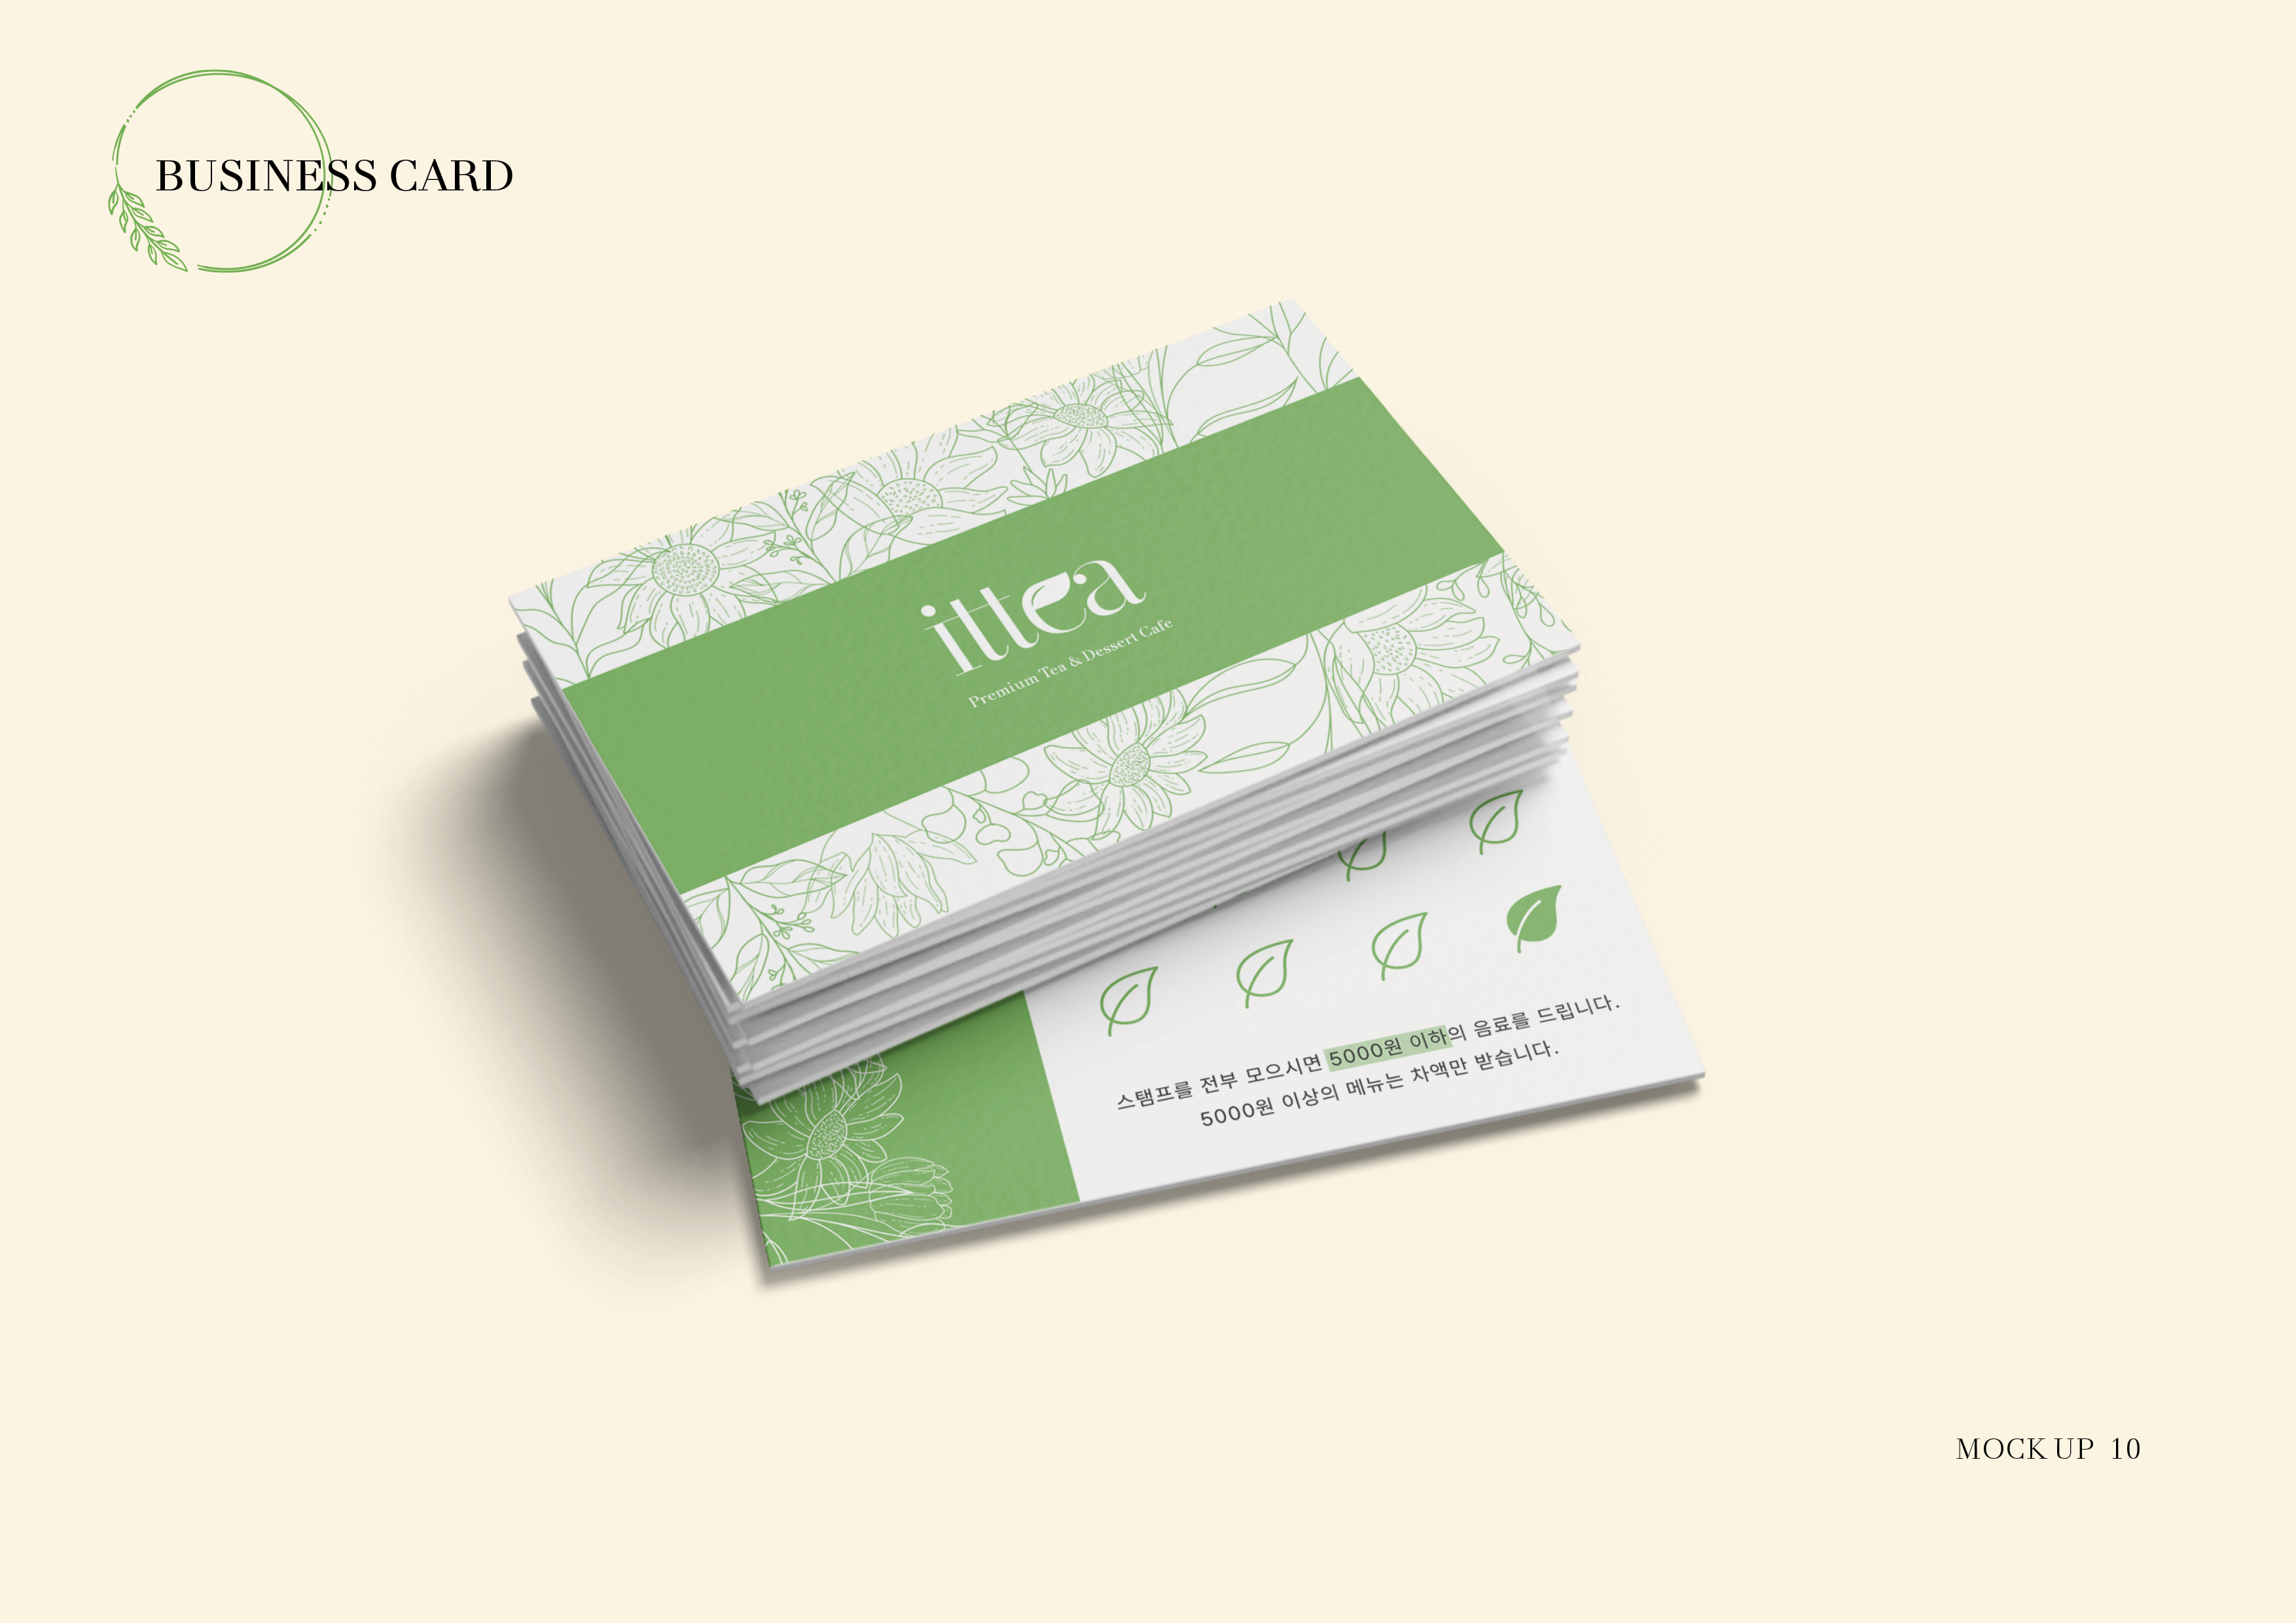 BUSINESS CARD
ittea
Premium Tea & Dessert Cafe
스탬프를 전부 모으시면 5000원 이하의 음료를 드립니다.
5000원 이상의 메뉴는 차액만 받습니다.
MOCK UP 10